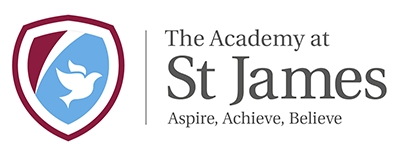 The Academy at
St James
Aspire, Achieve, Believe